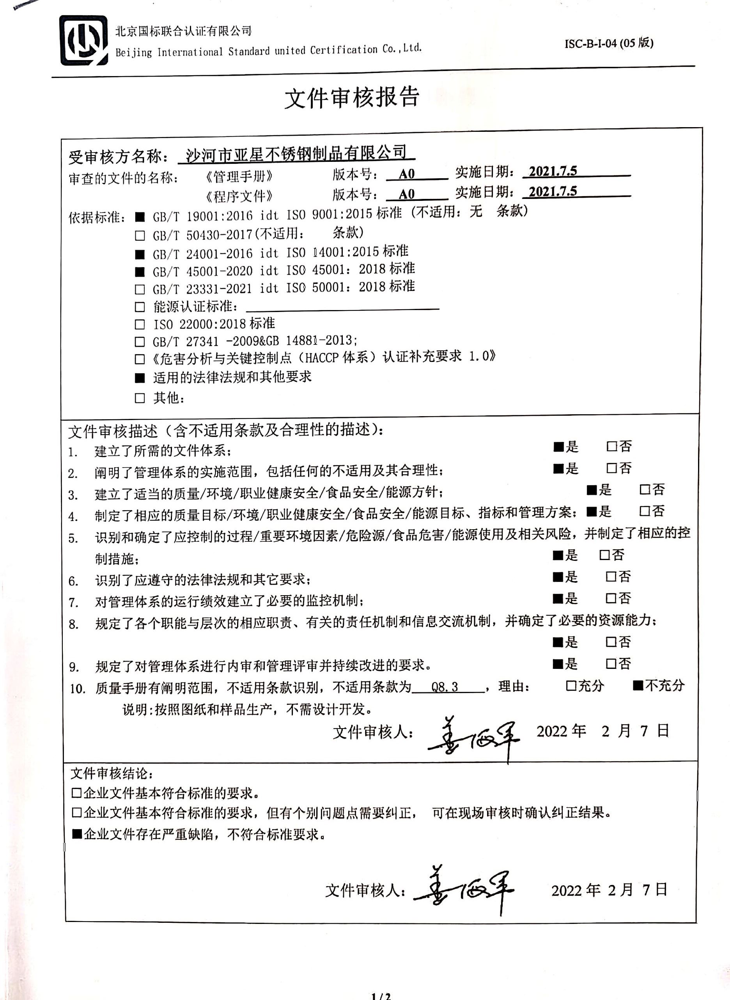 北京国标联合认证有限公司
Beijing International Standard united Certification Co.,Ltd.
ISC-B-I-04 (05 版)
文件审核报告
受审核方名称： 沙河市亚星不锈钢制品有限公司
审查的文件的名称： 《管理手册》 版本号： A0 实施日期： 2021.7.5
《程序文件》 版本号： A0 实施日期： 2021.7.5
依据标准：■ GB/T 19001:2016 idt ISO 9001:2015 标准（不适用：无 条款）
□ GB/T 50430-2017(不适用： 条款)
■ GB/T 24001-2016 idt ISO 14001:2015 标准
■ GB/T 45001-2020 idt ISO 45001：2018 标准
□ GB/T 23331-2021 idt ISO 50001：2018 标准
□ 能源认证标准：
□ ISO 22000:2018 标准
□ GB/T 27341 -2009&GB 14881-2013;
□《危害分析与关键控制点（HACCP 体系）认证补充要求 1.0》
■ 适用的法律法规和其他要求
□ 其他：
文件审核描述（含不适用条款及合理性的描述）：
1. 建立了所需的文件体系； ■是 □否
2. 阐明了管理体系的实施范围，包括任何的不适用及其合理性； ■是 □否
3. 建立了适当的质量/环境/职业健康安全/食品安全/能源方针； ■是 □否
4. 制定了相应的质量目标/环境/职业健康安全/食品安全/能源目标、指标和管理方案；■是 □否
5. 识别和确定了应控制的过程/重要环境因素/危险源/食品危害/能源使用及相关风险，并制定了相应的控
制措施； ■是 □否
6. 识别了应遵守的法律法规和其它要求； ■是 □否
7. 对管理体系的运行绩效建立了必要的监控机制； ■是 □否
8. 规定了各个职能与层次的相应职责、有关的责任机制和信息交流机制，并确定了必要的资源能力；
■是 □否
9. 规定了对管理体系进行内审和管理评审并持续改进的要求。 ■是 □否
10. 质量手册有阐明范围，不适用条款识别，不适用条款为 Q8.3 ，理由： □充分 ■不充分
说明:按照图纸和样品生产，不需设计开发。
文件审核人： 2022 年 2 月 7 日
文件审核结论：
□企业文件基本符合标准的要求。
□企业文件基本符合标准的要求，但有个别问题点需要纠正， 可在现场审核时确认纠正结果。
■企业文件存在严重缺陷，不符合标准要求。
文件审核人： 2022 年 2 月 7 日
1 / 2